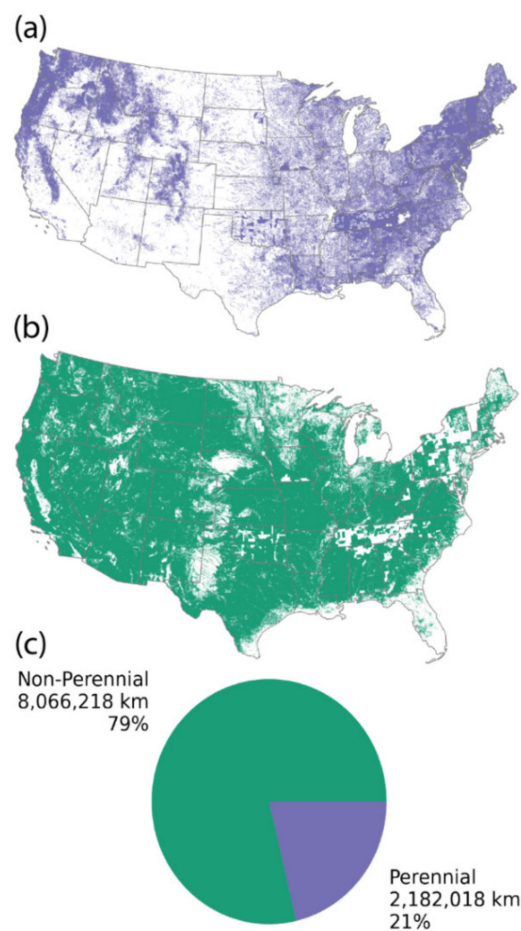 (a)
(b)
(c)
Non-Perennial
8,066,218 km
79%
Perennial
2,182,018 km
21%